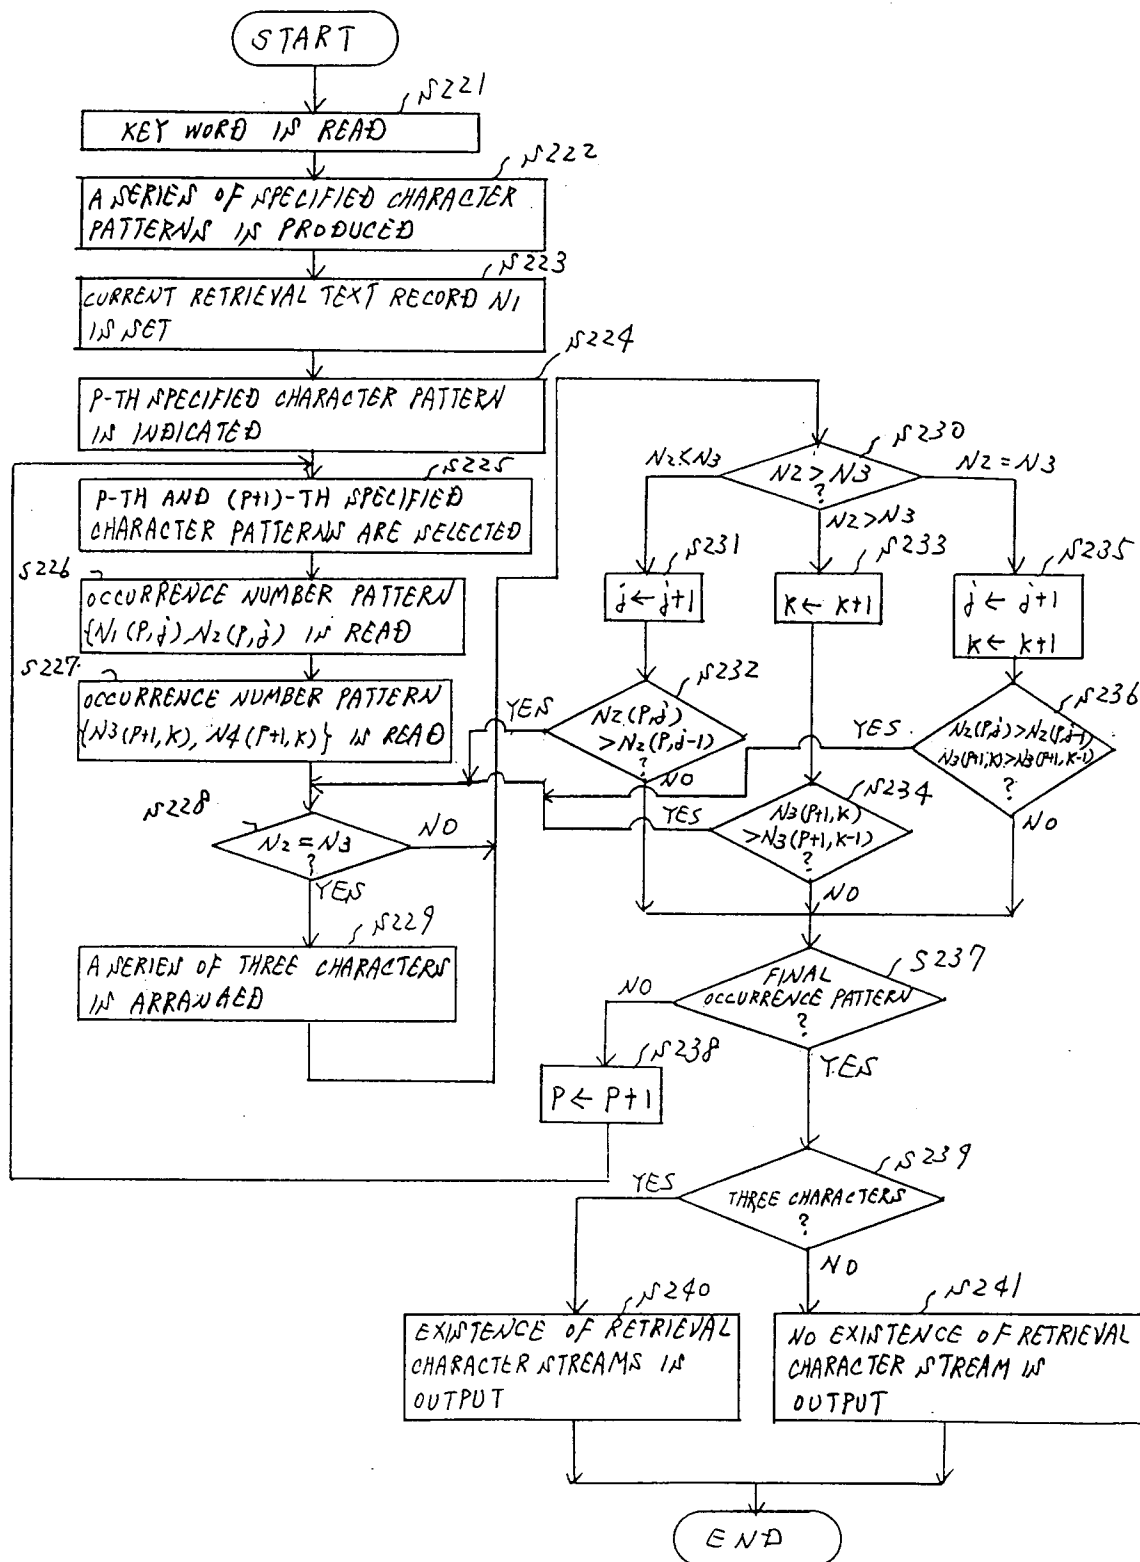 START
S221
KEY WORD IS READ
S222
A SERIES OF SPECIFIED CHARACTER
PATTERNS IS PRODUCED
S223
CURRENT RETRIEVAL TEXT RECORD N1
IS SET
S224
P-TH SPECIFIED CHARACTER PATTERN
IS INDICATED
S225
P-TH AND (P+1)-TH SPECIFIED
CHARACTER PATTERNS ARE SELECTED
S226
OCCURRENCE NUMBER PATTERN
{N1(P,j),N2(P,j) IS READ
S227
OCCURRENCE NUMBER PATTERN
{N3(P+1,K), N4(P+1,K)} IS READ
S228
N2=N3
?
NO
YES
S229
A SERIES OF THREE CHARACTERS
IS ARRANGED
S230
N2>N3
?
N2<N3
N2=N3
N2>N3
S231
j←j+1
S233
K←K+1
S235
j←j+1
K←K+1
S232
N2(P,j)
>N2(P,j-1)
?
YES
NO
S234
N3(P+1,K)
>N3(P+1,K-1)
?
YES
NO
S236
N2(P,j)>N2(P,j-1)
N3(P+1,K)>N3(P+1,K-1)
?
YES
NO
S237
FINAL
OCCURRENCE PATTERN
?
NO
YES
S238
P←P+1
S239
THREE CHARACTERS
?
YES
NO
S240
EXISTENCE OF RETRIEVAL
CHARACTER STREAMS IS
OUTPUT
S241
NO EXISTENCE OF RETRIEVAL
CHARACTER STREAM IS
OUTPUT
END